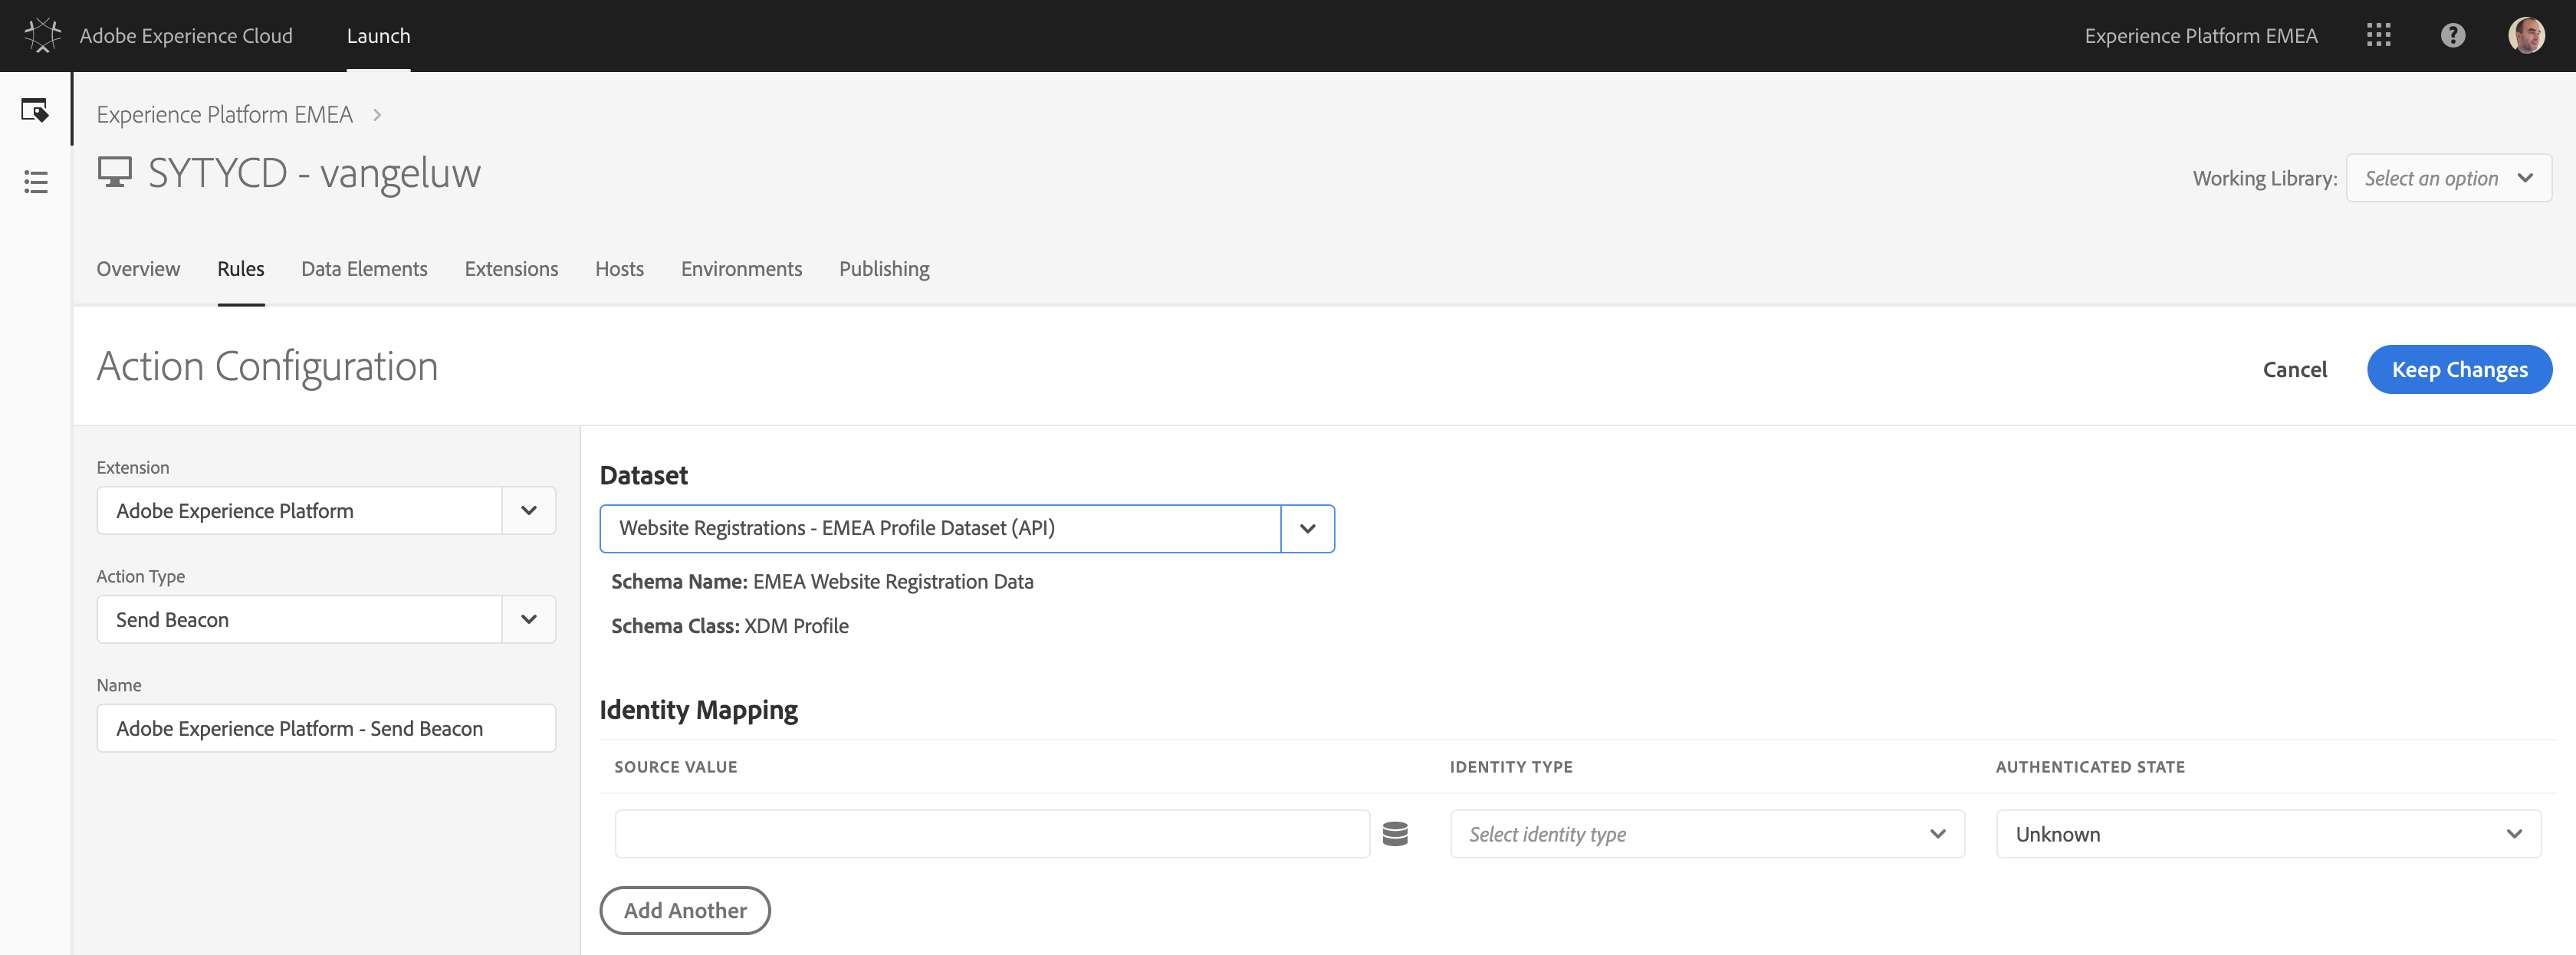 Adobe Experience Cloud Launch Experience Platform EMEA
Experience Platform EMEA
SYTYCD - vangeluw
Working Library: Select an option
Overview Rules Data Elements Extensions Hosts Environments Publishing
Action Configuration
Cancel Keep Changes
Extension
Adobe Experience Platform
Action Type
Send Beacon
Name
Adobe Experience Platform - Send Beacon
Dataset
Website Registrations - EMEA Profile Dataset (API)
Schema Name: EMEA Website Registration Data
Schema Class: XDM Profile
Identity Mapping
SOURCE VALUE IDENTITY TYPE AUTHENTICATED STATE
Select identity type Unknown
Add Another